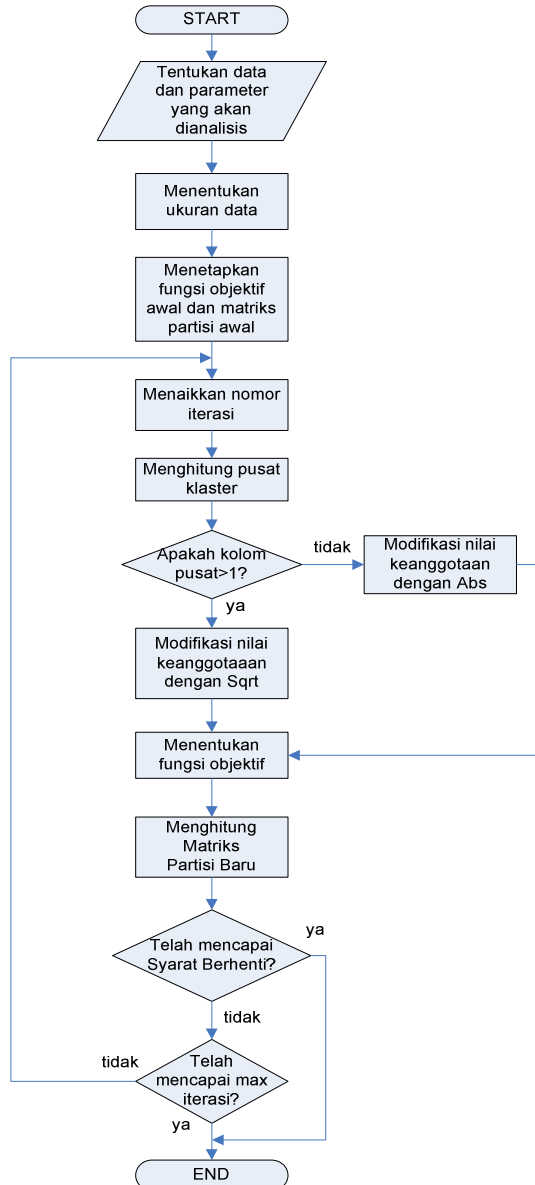 START
Tentukan data
dan parameter
yang akan
dianalisis
Menentukan
ukuran data
Menetapkan
fungsi objektif
awal dan matriks
partisi awal
Menaikkan nomor
iterasi
Menghitung pusat
klaster
Apakah kolom
pusat>1?
tidak
Modifikasi nilai
keanggotaan
dengan Abs
ya
Modifikasi nilai
keanggotaaan
dengan Sqrt
Menentukan
fungsi objektif
Menghitung
Matriks
Partisi Baru
Telah mencapai
Syarat Berhenti?
ya
tidak
Telah
mencapai max
iterasi?
tidak
ya
END